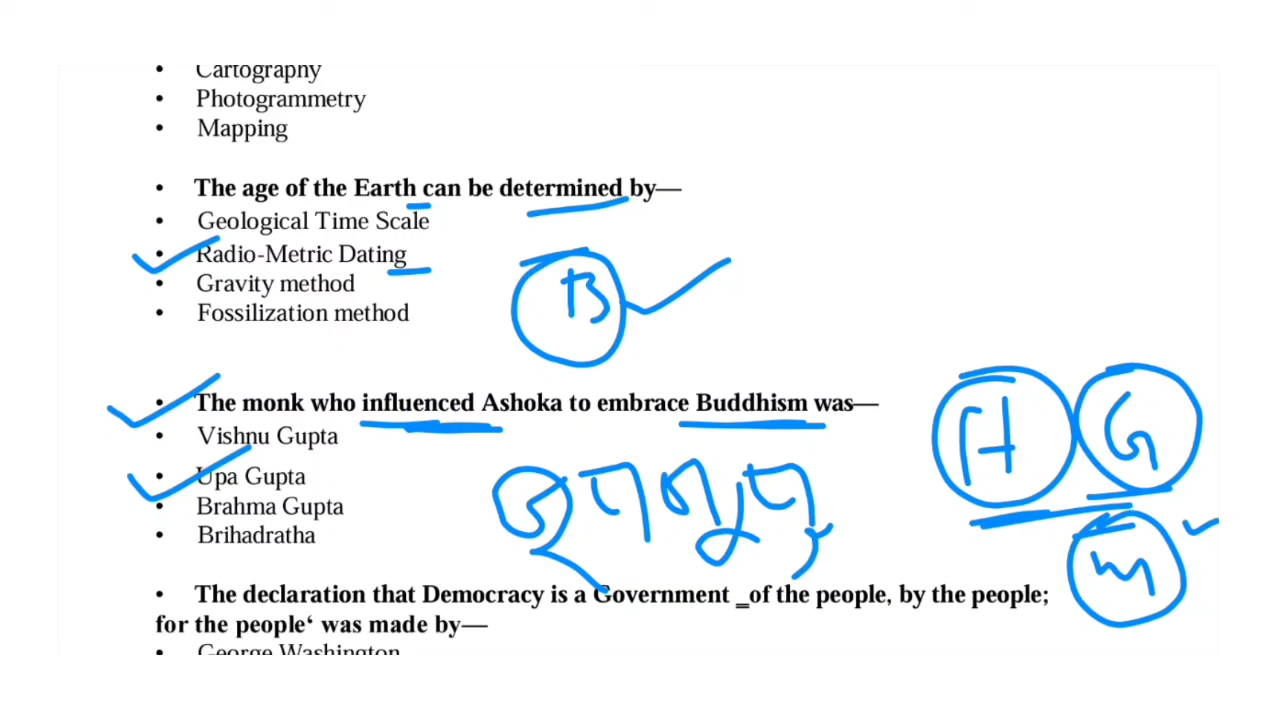 Cartography
• Photogrammetry
• Mapping
• The age of the Earth can be determined by—
• Geological Time Scale
• Radio-Metric Dating
• Gravity method
• Fossilization method
B
• The monk who influenced Ashoka to embrace Buddhism was—
• Vishnu Gupta
• Upa Gupta
• Brahma Gupta
• Brihadratha
H G
• The declaration that Democracy is a Government ‗of the people, by the people;
for the people‘ was made by—
• George Washington